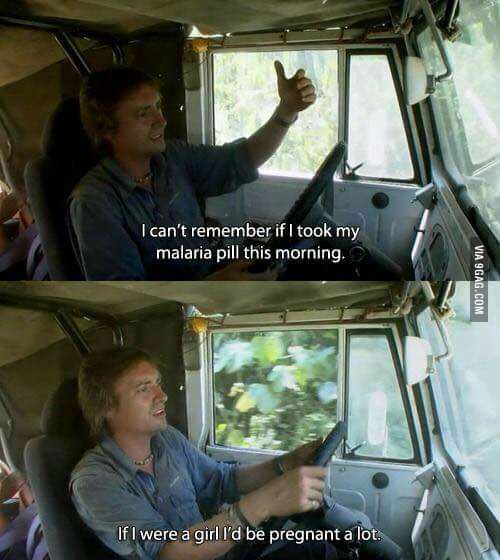 I can't remember if I took my
malaria pill this morning.
VIA 9GAG.COM
If I were a girl I'd be pregnant a lot.